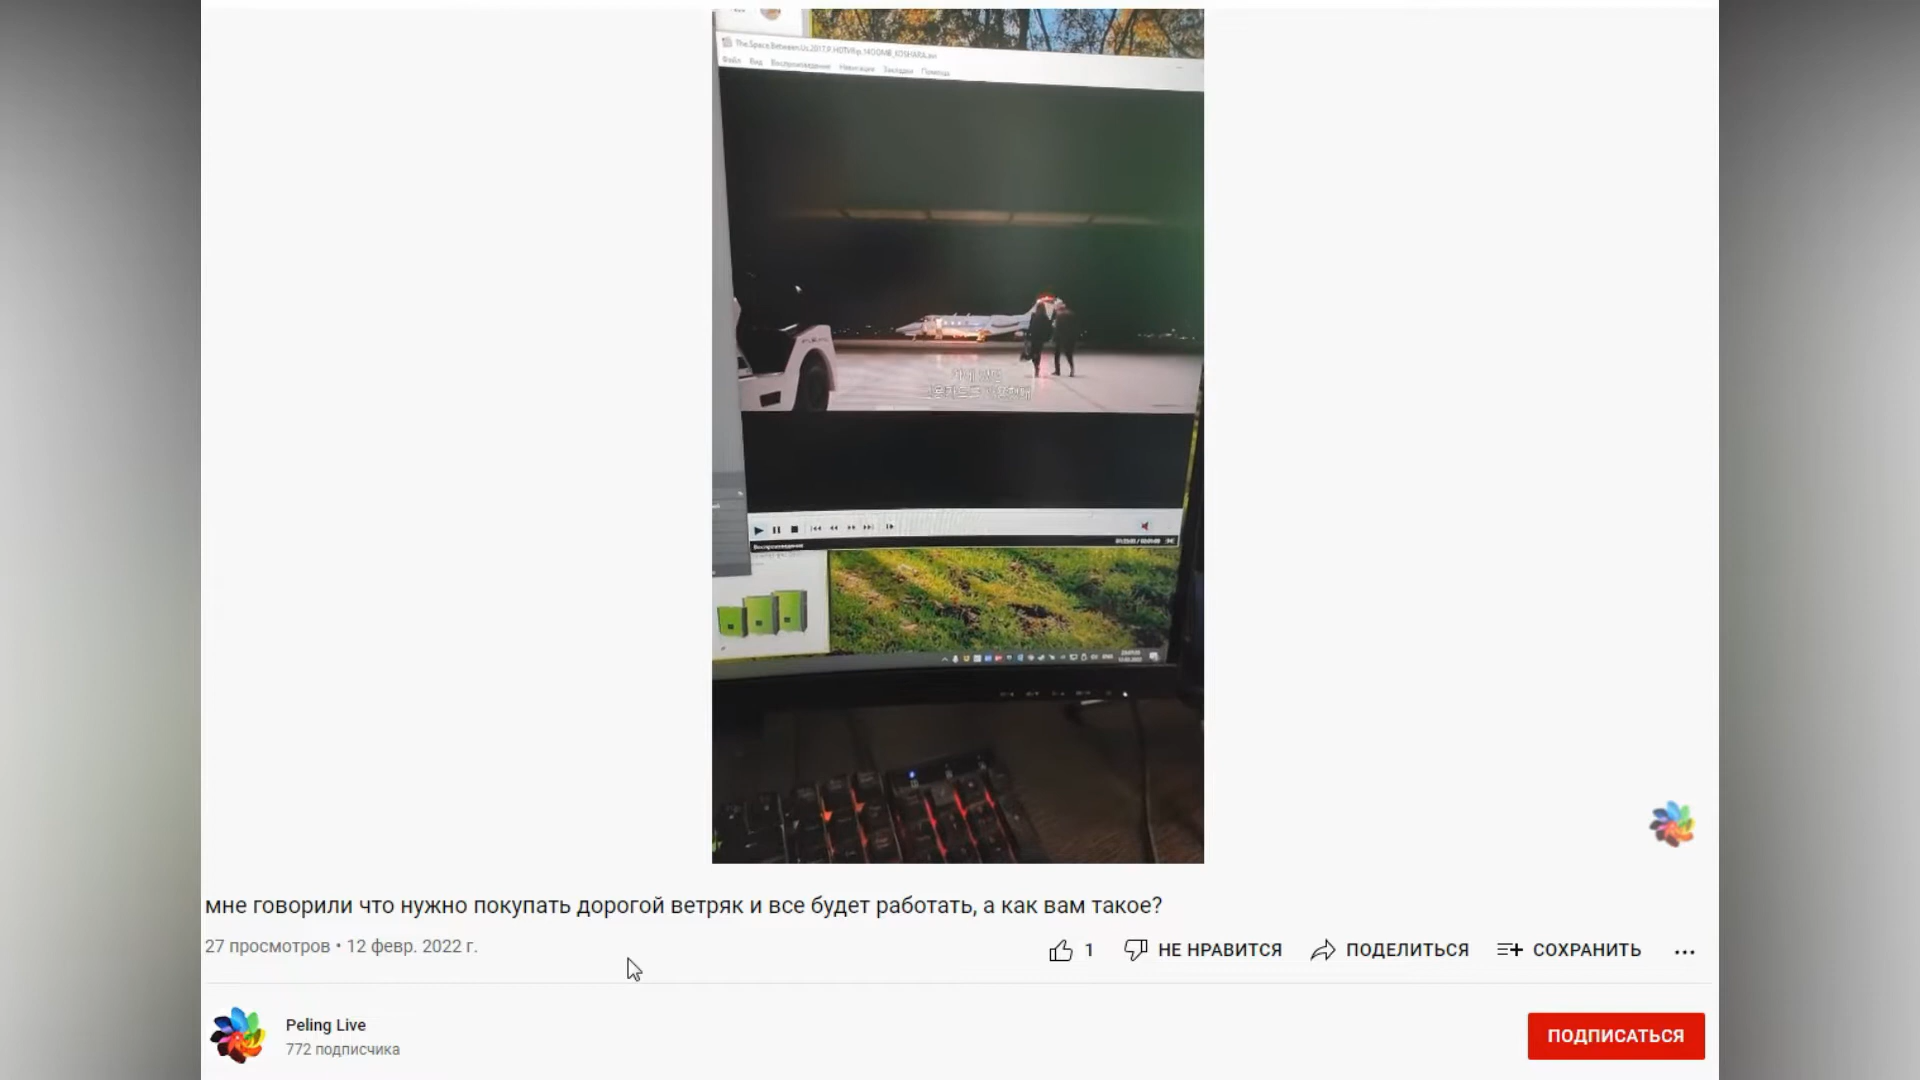 The.Space.Between.Us.2017.P.HDTVRip.14OOMB_KOSHARA.avi
Файл Вид Воспроизведение Навигация Закладки Помощь
Воспроизведение
мне говорили что нужно покупать дорогой ветряк и все будет работать, а как вам такое?
27 просмотров • 12 февр. 2022 г.
1 НЕ НРАВИТСЯ ПОДЕЛИТЬСЯ СОХРАНИТЬ
Peling Live
772 подписчика
ПОДПИСАТЬСЯ